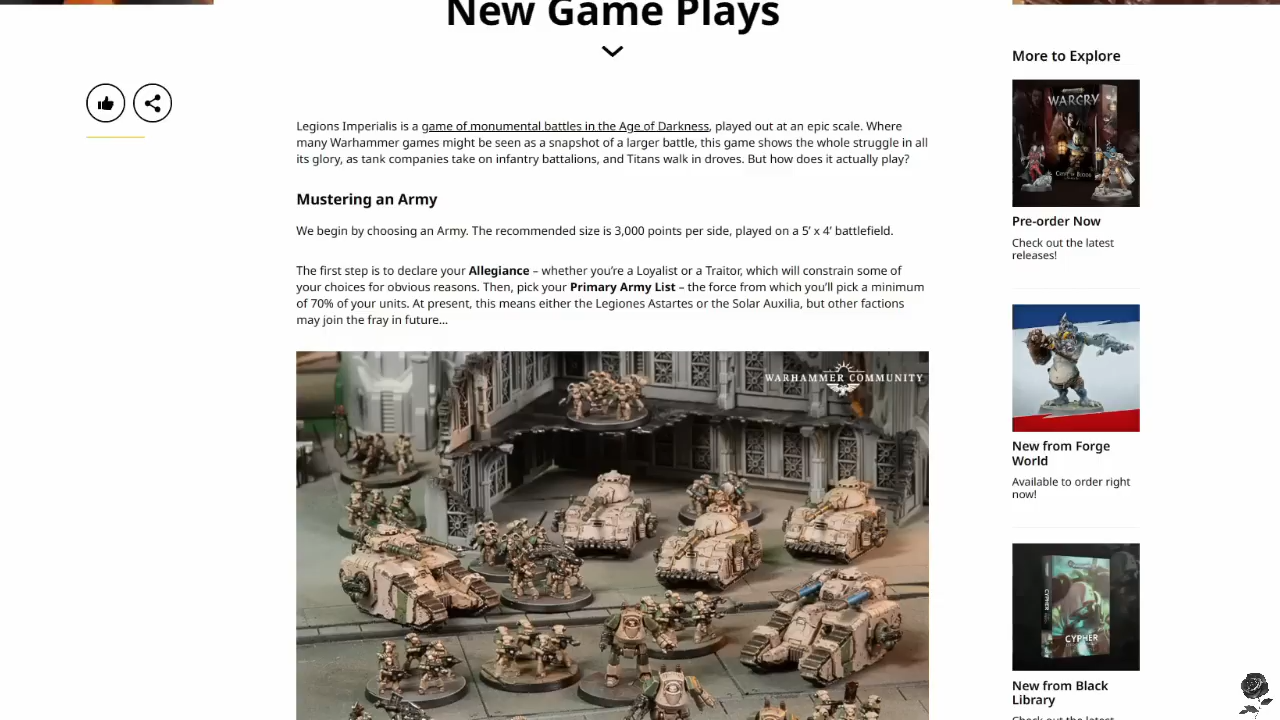 New Game Plays
Legions Imperialis is a game of monumental battles in the Age of Darkness, played out at an epic scale. Where
many Warhammer games might be seen as a snapshot of a larger battle, this game shows the whole struggle in all
its glory, as tank companies take on infantry battalions, and Titans walk in droves. But how does it actually play?
Mustering an Army
We begin by choosing an Army. The recommended size is 3,000 points per side, played on a 5’ x 4’ battlefield.
The first step is to declare your Allegiance – whether you’re a Loyalist or a Traitor, which will constrain some of
your choices for obvious reasons. Then, pick your Primary Army List – the force from which you’ll pick a minimum
of 70% of your units. At present, this means either the Legiones Astartes or the Solar Auxilia, but other factions
may join the fray in future…
WARHAMMER COMMUNITY
More to Explore
WARCRY
Pre-order Now
Check out the latest
releases!
New from Forge
World
Available to order right
now!
CYPHER
CYPHER
New from Black
Library
Check out the latest